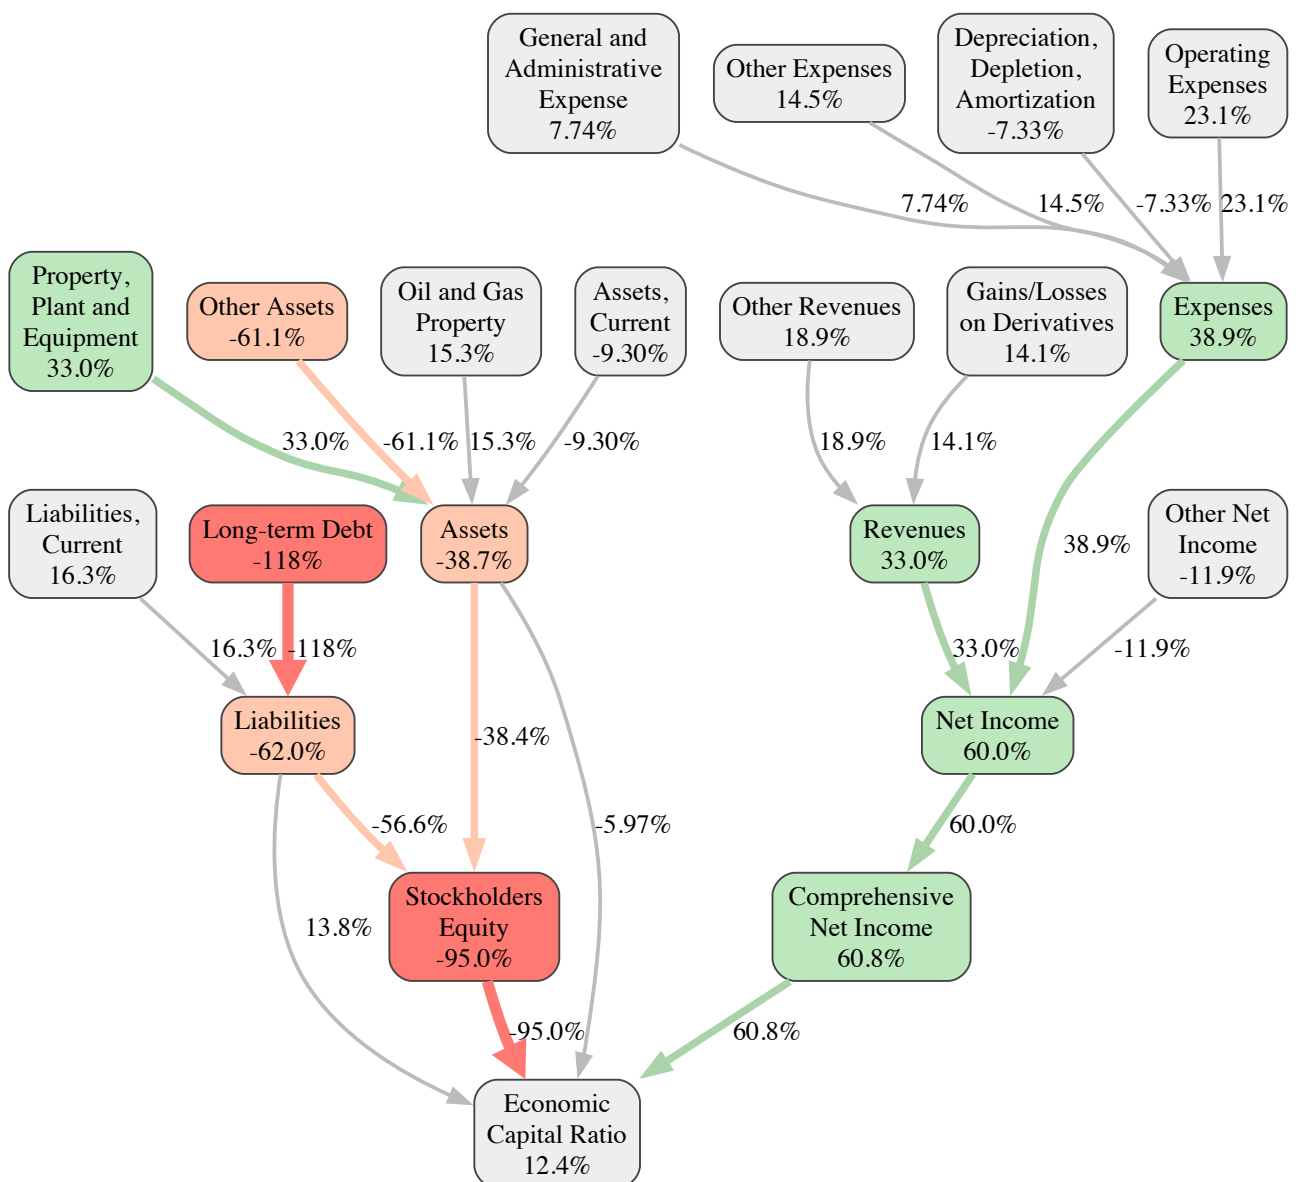 General and
Administrative
Expense
7.74%
Other Expenses
14.5%
Depreciation,
Depletion,
Amortization
-7.33%
Operating
Expenses
23.1%
7.74%
14.5%
-7.33%
23.1%
Property,
Plant and
Equipment
33.0%
Other Assets
-61.1%
Oil and Gas
Property
15.3%
Assets,
Current
-9.30%
Other Revenues
18.9%
Gains/Losses
on Derivatives
14.1%
Expenses
38.9%
33.0%
-61.1%
15.3%
-9.30%
18.9%
14.1%
Liabilities,
Current
16.3%
Long-term Debt
-118%
Assets
-38.7%
Revenues
33.0%
38.9%
Other Net
Income
-11.9%
16.3%
-118%
33.0%
-11.9%
Liabilities
-62.0%
-38.4%
Net Income
60.0%
-56.6%
-5.97%
60.0%
13.8%
Stockholders
Equity
-95.0%
Comprehensive
Net Income
60.8%
-95.0%
60.8%
Economic
Capital Ratio
12.4%